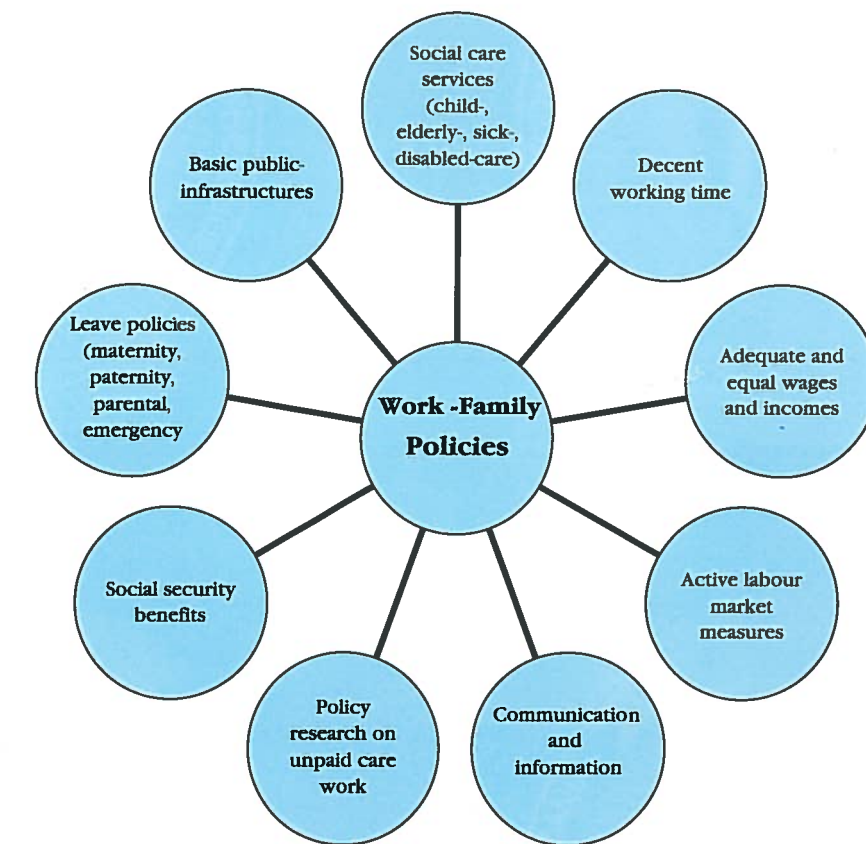 Social care
services
(child-,
elderly-, sick-,
disabled-care)
Decent
working time
Adequate and
equal wages
and incomes
Active labour
market
measures
Communication
and
information
Policy
research on
unpaid care
work
Social security
benefits
Leave policies
(maternity,
paternity,
parental,
emergency
Basic public-
infrastructures
Work -Family
Policies